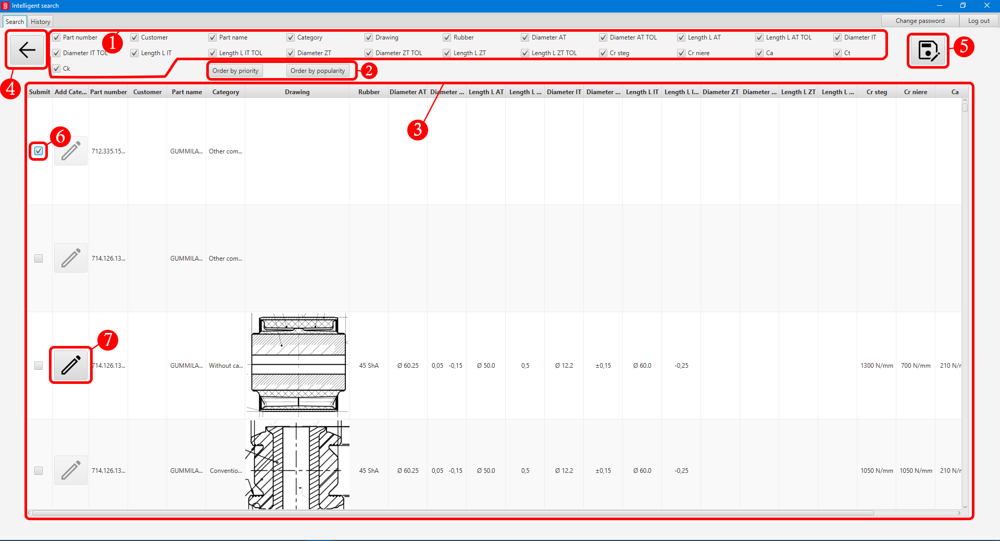 Intelligent search
Search History Change password Log out
Part number Customer Part name Category Drawing Rubber Diameter AT Diameter AT TOL Length L AT Length L AT TOL Diameter IT
1
5
Diameter IT TOL Length L IT Length L IT TOL Diameter ZT Diameter ZT TOL Length L ZT Length L ZT TOL Cr steg Cr niere Ca Ct
Ck
Order by priority Order by popularity 2
4
Submit Add Cate... Part number Customer Part name Category Drawing Rubber Diameter AT Diameter ... Length L AT Length L ... Diameter IT Diameter ... Length L IT Length L I... Diameter ZT Diameter ... Length L ZT Length L ... Cr steg Cr niere Ca
3
6
712.335.15... GUMMILA... Other com...
714.126.13... GUMMILA... Other com...
7
714.126.13... GUMMILA... Without ca... 45 ShA Ø 60.25 0,05 -0,15 Ø 50.0 0,5 Ø 12.2 ±0,15 Ø 60.0 -0,25 1300 N/mm 700 N/mm 210 N/r
714.126.13... GUMMILA... Conventio... 45 ShA Ø 60.25 0,05 -0,15 Ø 50.0 0,5 Ø 12.2 ±0,15 Ø 60.0 -0,25 1050 N/mm 1050 N/mm 210 N/r